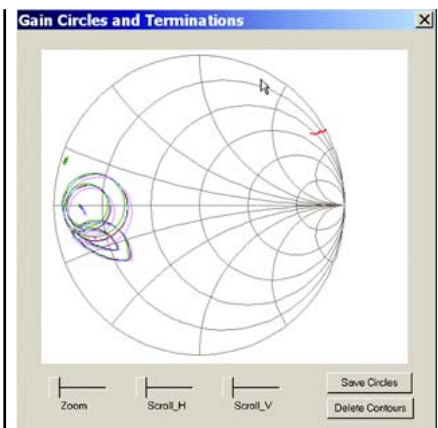 Gain Circles and Terminations
Save Circles
Zoom Scroll_H Scroll_V
Delete Contours